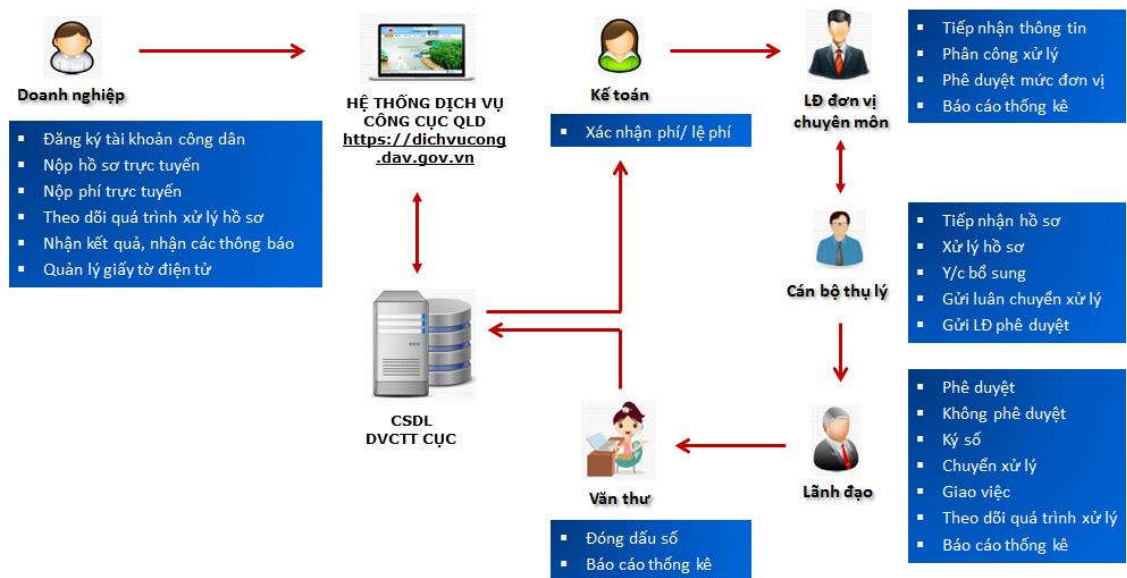 Doanh nghiệp
Đăng ký tài khoản công dân
Nộp hồ sơ trực tuyến
Nộp phí trực tuyến
Theo dõi quá trình xử lý hồ sơ
Nhận kết quả, nhận các thông báo
Quản lý giấy tờ điện tử
HỆ THỐNG DỊCH VỤ
CÔNG CỤC QLD
https://dichvucong
.dav.gov.vn
CSDL
DVCTT CỤC
Kế toán
Xác nhận phí/ lệ phí
LĐ đơn vị
chuyên môn
Tiếp nhận thông tin
Phân công xử lý
Phê duyệt mức đơn vị
Báo cáo thống kê
Cán bộ thụ lý
Tiếp nhận hồ sơ
Xử lý hồ sơ
Y/c bổ sung
Gửi luân chuyển xử lý
Gửi LĐ phê duyệt
Lãnh đạo
Phê duyệt
Không phê duyệt
Ký số
Chuyển xử lý
Giao việc
Theo dõi quá trình xử lý
Báo cáo thống kê
Văn thư
Đóng dấu số
Báo cáo thống kê